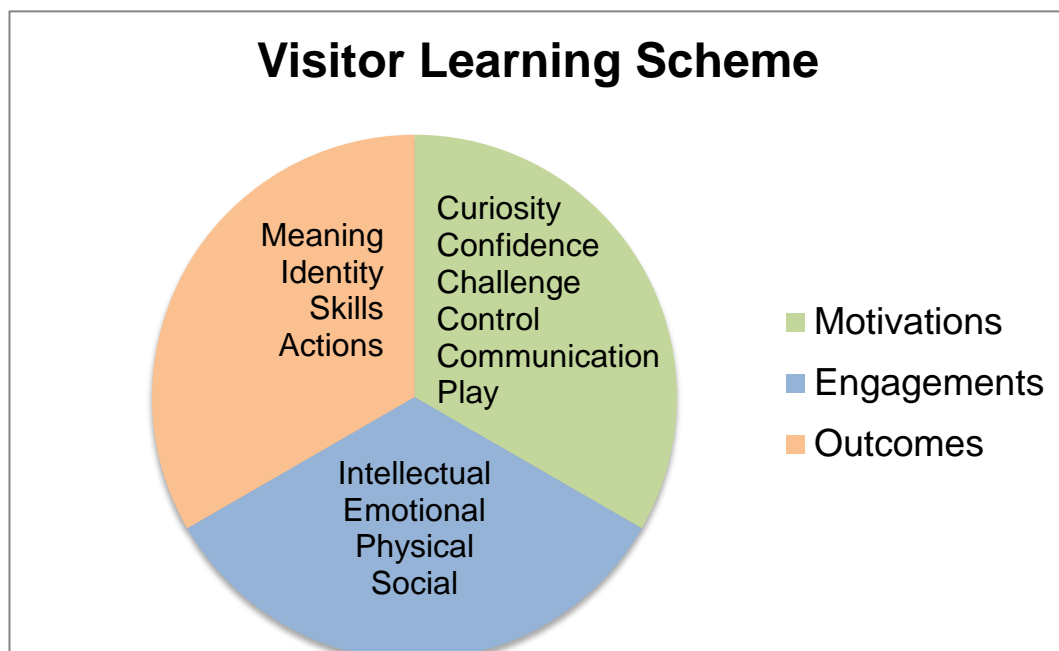 Visitor Learning Scheme
Meaning
Identity
Skills
Actions
Curiosity
Confidence
Challenge
Control
Communication
Play
Intellectual
Emotional
Physical
Social
Motivations
Engagements
Outcomes